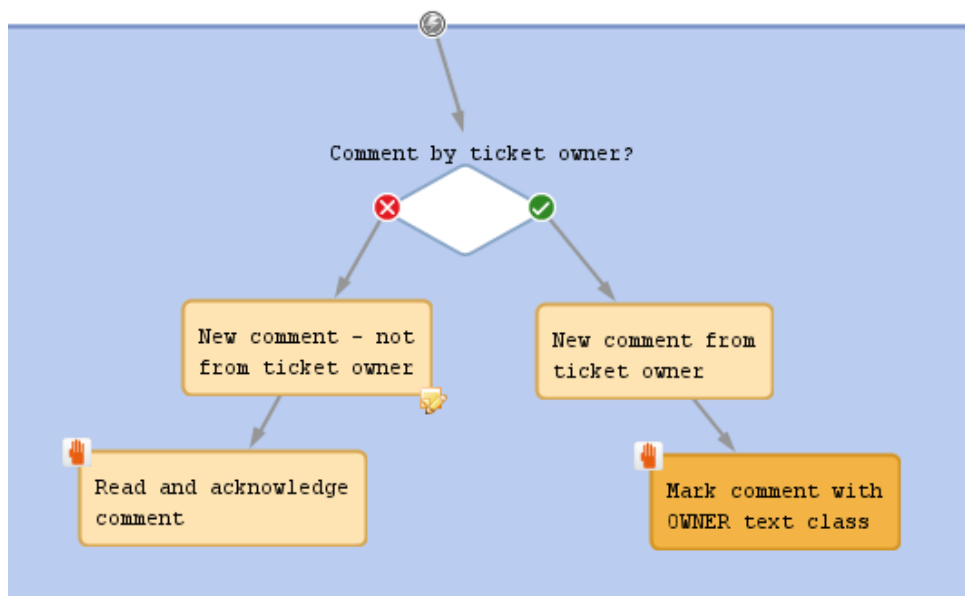 Comment by ticket owner?
New comment - not
from ticket owner
New comment from
ticket owner
Read and acknowledge
comment
Mark comment with
OWNER text class